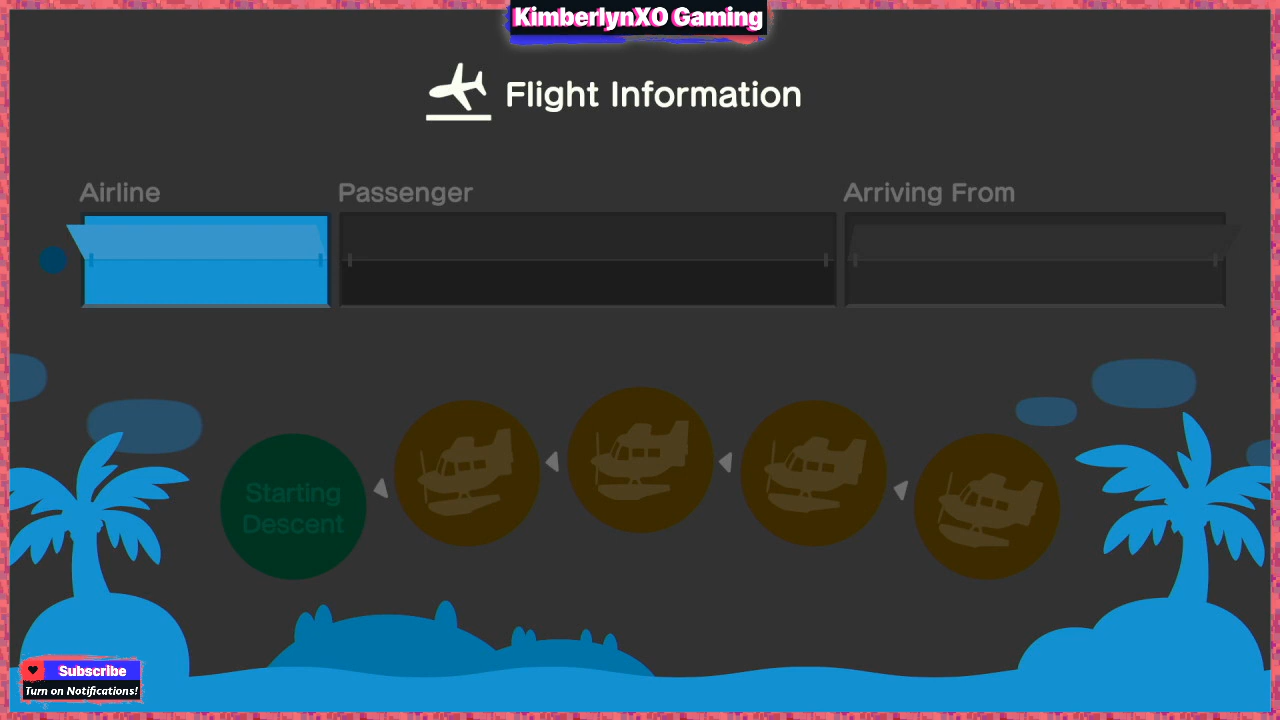 KimberlynXO Gaming
Flight Information
Airline
Passenger
Arriving From
Starting
Descent
Subscribe
Turn on Notifications!